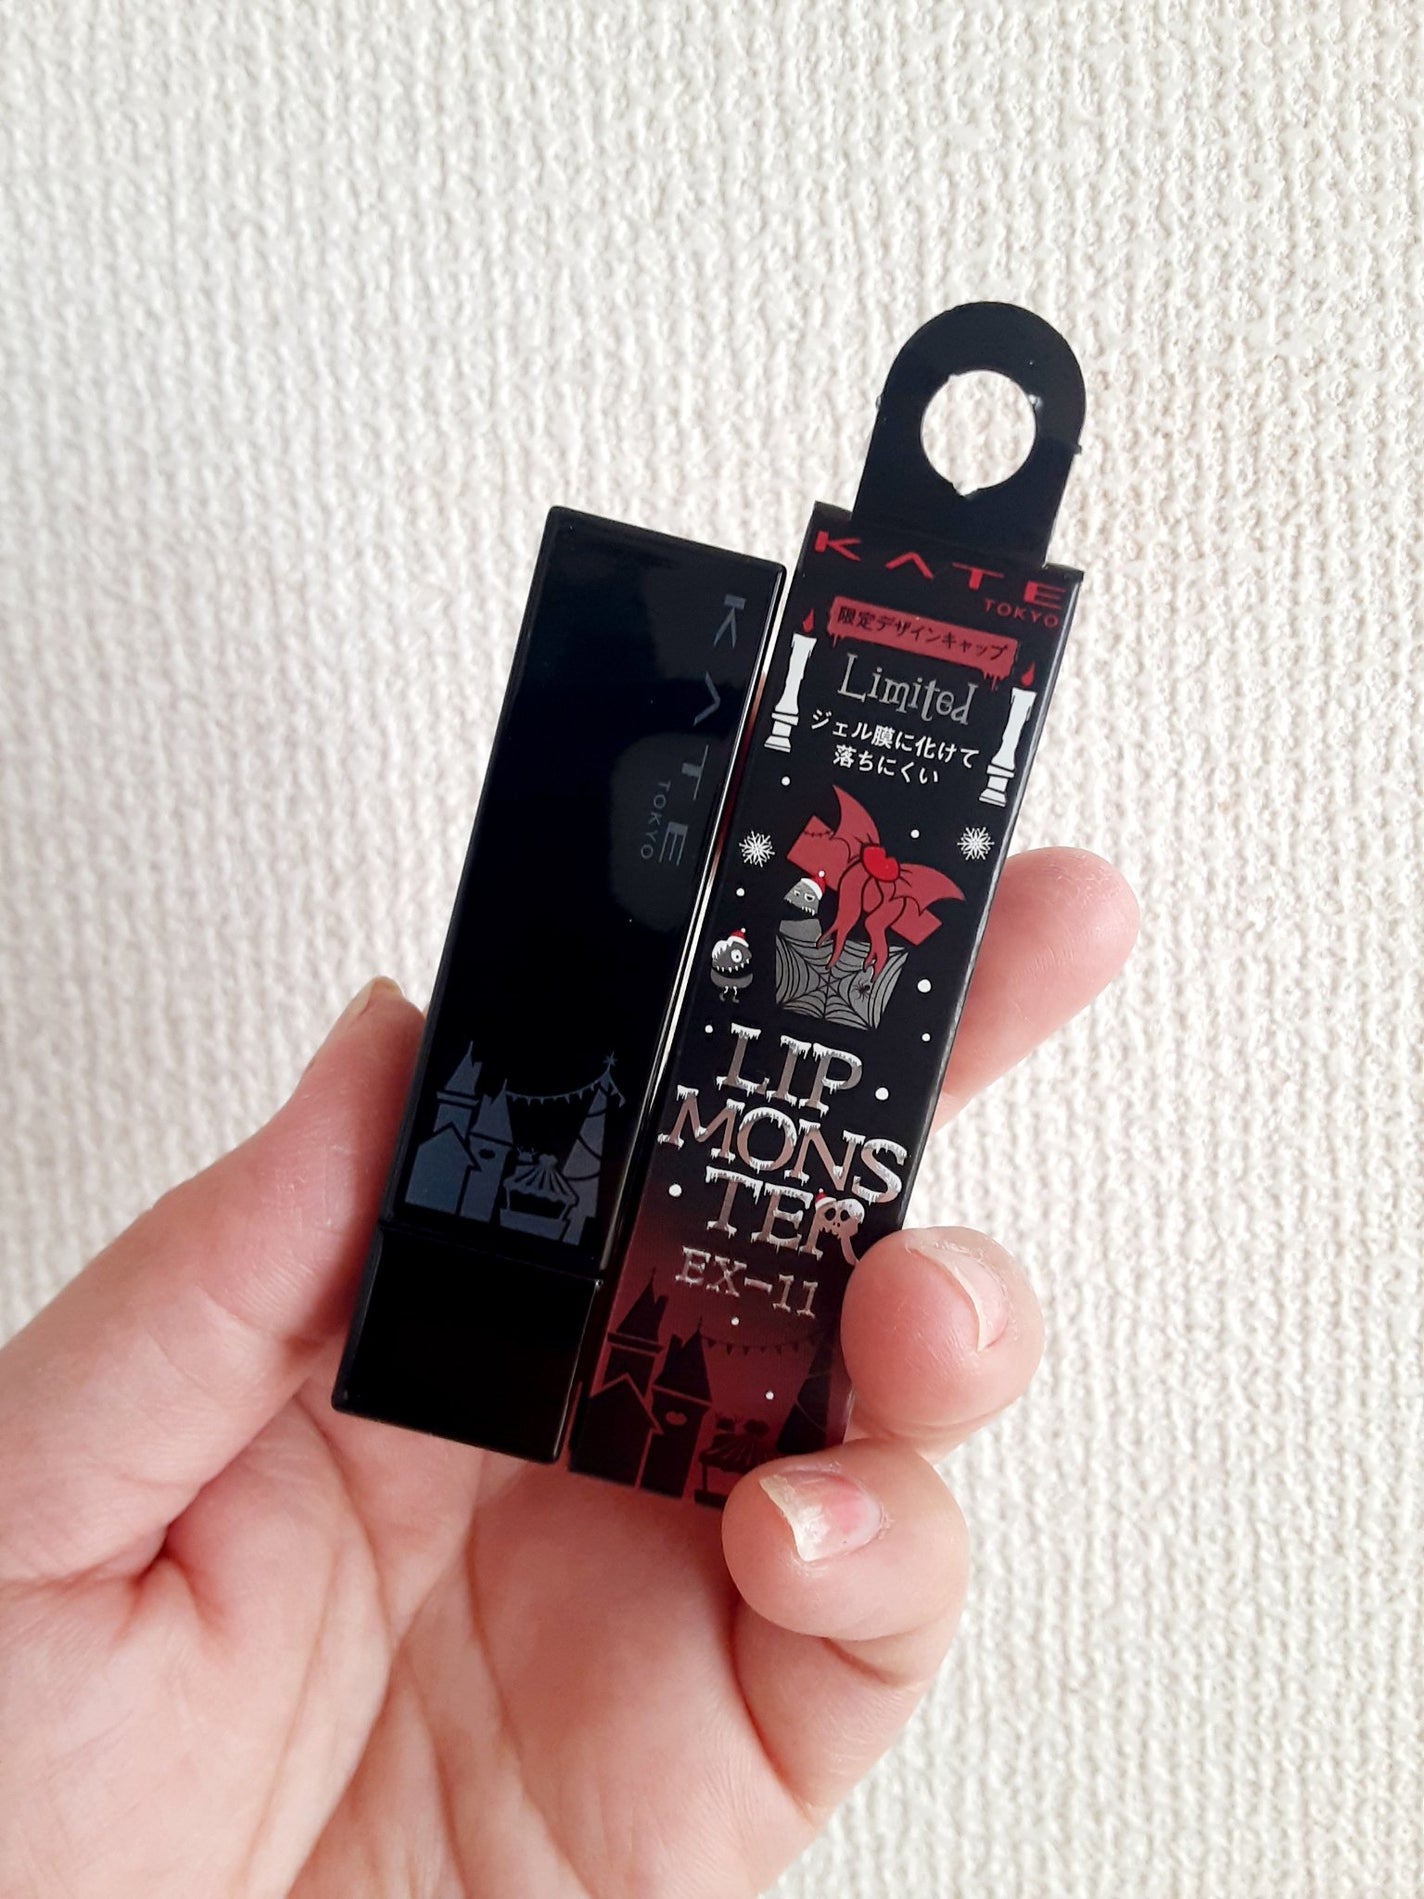 KATE
TOKYO
KATE
TOKYO
限定デザインキャップ
Limited
ジェル膜に化けて
落ちにくい
LIP
MONS
TER
EX-11